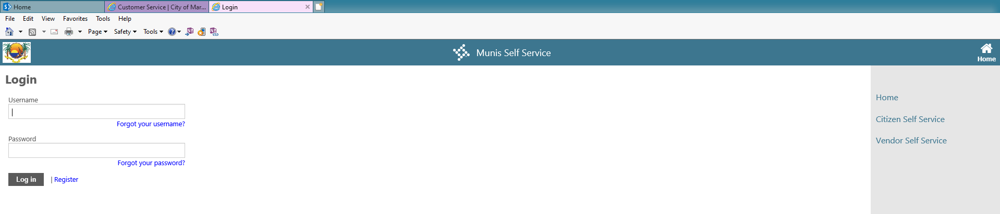 Home
Customer Service | City of Mar...
Login
File Edit View Favorites Tools Help
Page Safety Tools
Munis Self Service
Home
Login
Username
Forgot your username?
Password
Forgot your password?
Log in | Register
Home
Citizen Self Service
Vendor Self Service